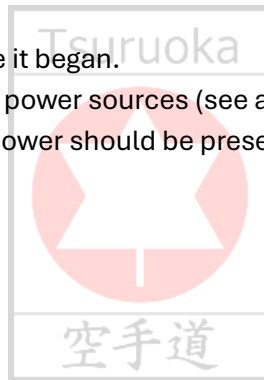 Tsuruoka
e it began.
power sources (see a
ower should be prese
空手道